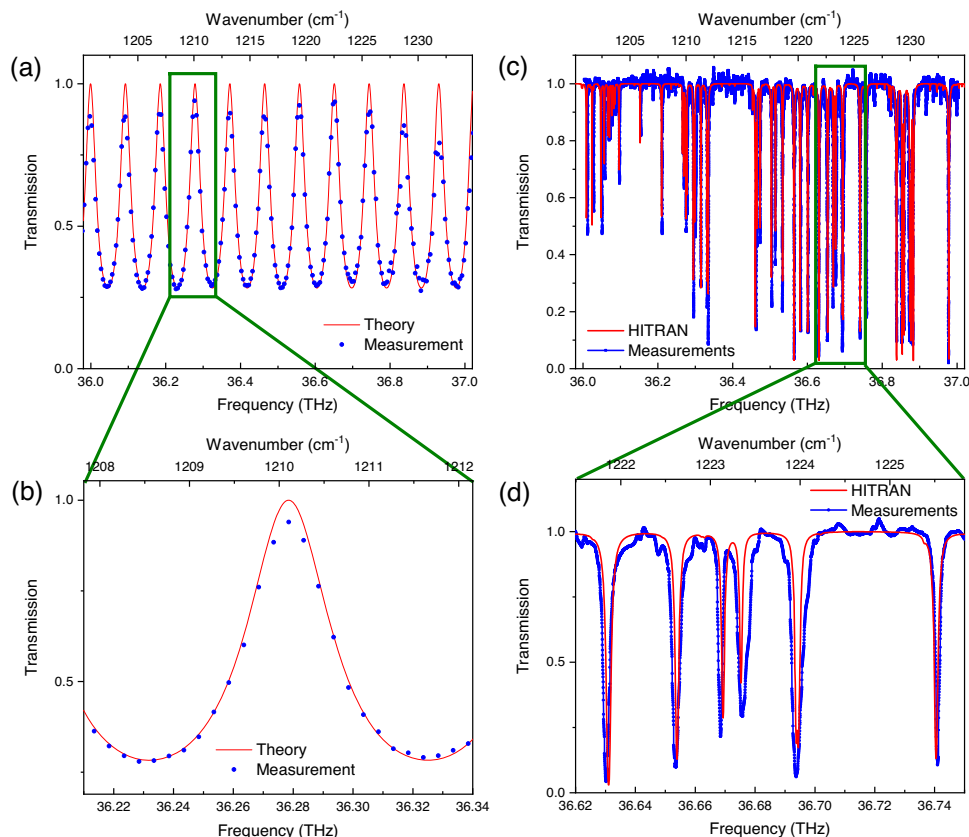 Wavenumber (cm⁻¹)
1205 1210 1215 1220 1225 1230
(a)
1.0
0.5
0.0
Transmission
Theory
Measurement
36.0 36.2 36.4 36.6 36.8 37.0
Frequency (THz)
Wavenumber (cm⁻¹)
1205 1210 1215 1220 1225 1230
(c)
1.0
0.8
0.6
0.4
0.2
0.0
Transmission
HITRAN
Measurements
36.0 36.2 36.4 36.6 36.8 37.0
Frequency (THz)
Wavenumber (cm⁻¹)
1208 1209 1210 1211 1212
(b)
1.0
0.5
Transmission
Theory
Measurement
36.22 36.24 36.26 36.28 36.30 36.32 36.34
Frequency (THz)
Wavenumber (cm⁻¹)
1222 1223 1224 1225
(d)
1.0
0.5
0.0
Transmission
HITRAN
Measurements
36.62 36.64 36.66 36.68 36.70 36.72 36.74
Frequency (THz)